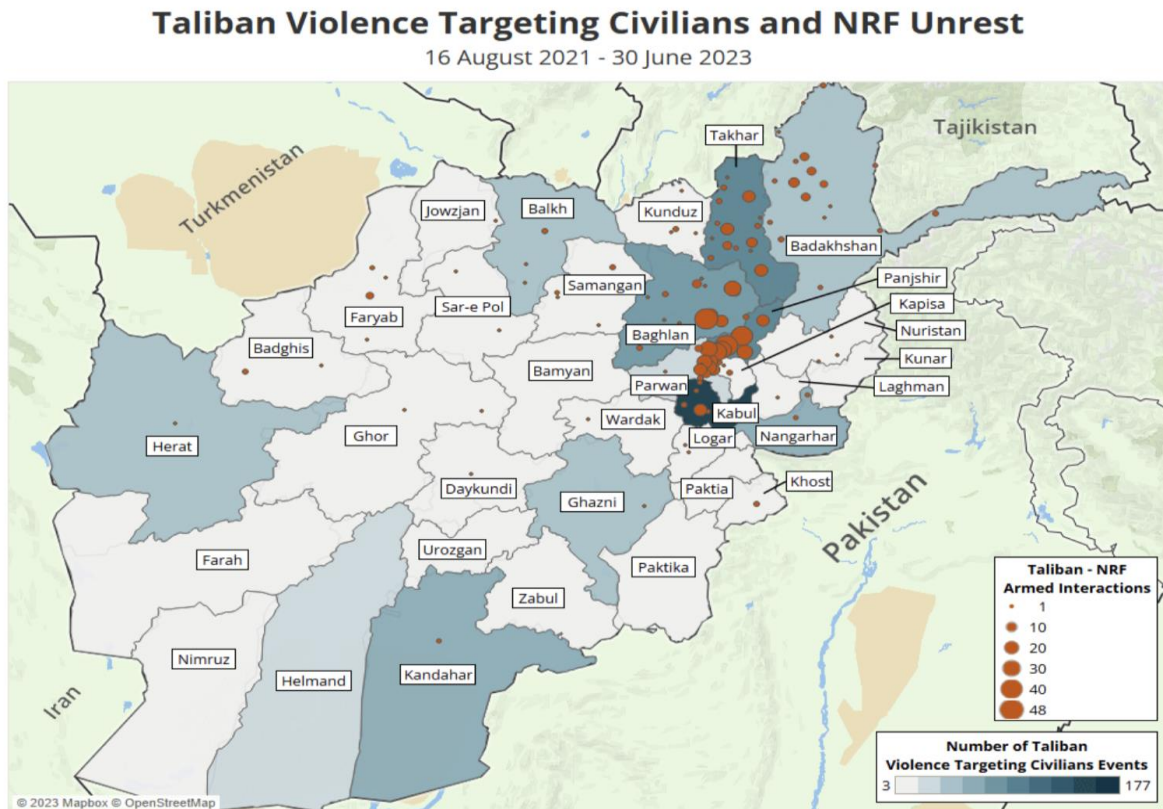 Taliban Violence Targeting Civilians and NRF Unrest
16 August 2021 - 30 June 2023
Takhar
Tajikistan
Turkmenistan
Jowzjan
Balkh
Kunduz
Badakhshan
Panjshir
Samangan
Kapisa
Sar-e Pol
Faryab
Nuristan
Baghlan
Badghis
Kunar
Bamyan
Parwan
Laghman
Kabul
Wardak
Herat
Ghor
Logar
Nangarhar
Daykundi
Ghazni
Paktia
Khost
Pakistan
Urozgan
Farah
Paktika
Zabul
Nimruz
Helmand
Kandahar
Iran
Taliban - NRF
Armed Interactions
1
10
20
30
40
48
Number of Taliban
Violence Targeting Civilians Events
3 177
© 2023 Mapbox © OpenStreetMap